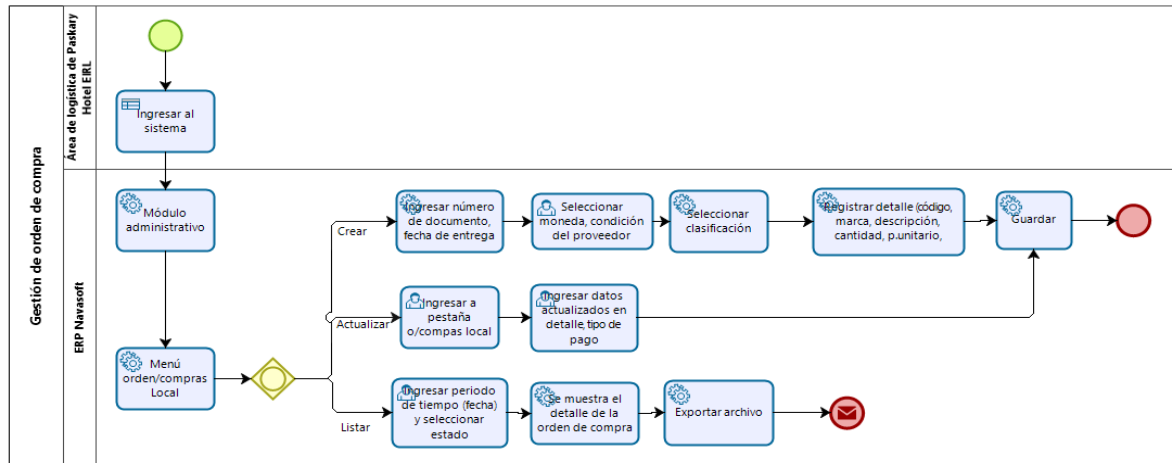 Gestión de orden de compra
Área de logística de Paskary
Hotel EIRL
Ingresar al
sistema
ERP Navasoft
Módulo
administrativo
Menú
orden/compras
Local
Crear
Ingresar número
de documento,
fecha de entrega
Seleccionar
moneda, condición
del proveedor
Seleccionar
clasificación
Registrar detalle (código,
marca, descripción,
cantidad, p.unitario,
Guardar
Actualizar
Ingresar a
pestaña
o/compas local
Ingresar datos
actualizados en
detalle, tipo de
pago
Listar
Ingresar periodo
de tiempo (fecha)
y seleccionar
estado
Se muestra el
detalle de la
orden de compra
Exportar archivo